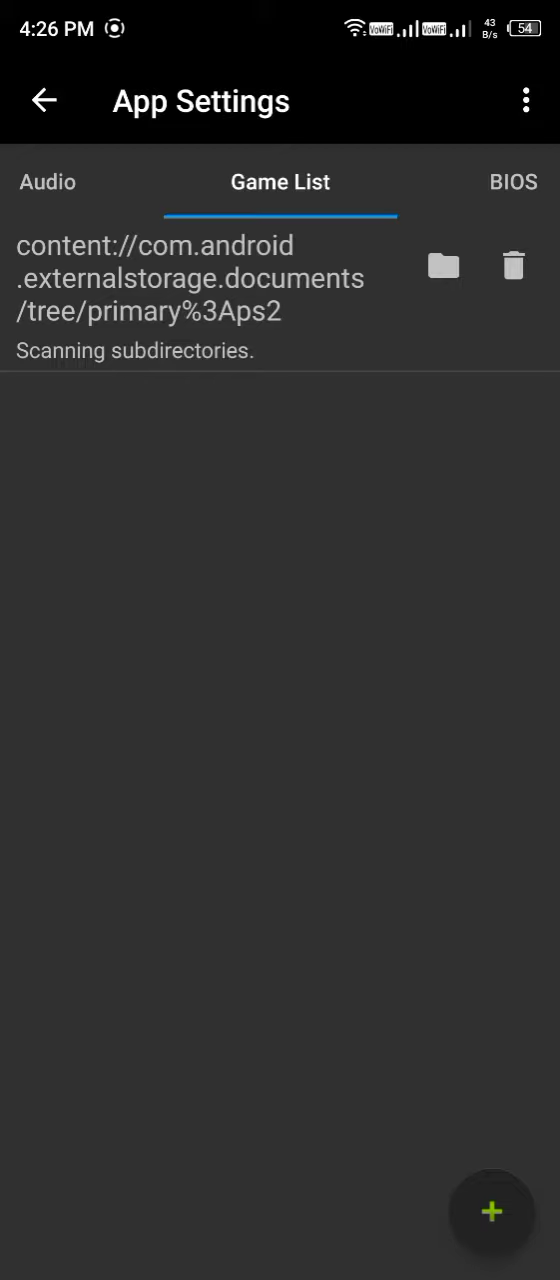 4:26 PM VoWiFi VoWiFi 43 B/s 54
App Settings
Audio Game List BIOS
content://com.android
.externalstorage.documents
/tree/primary%3Aps2
Scanning subdirectories.